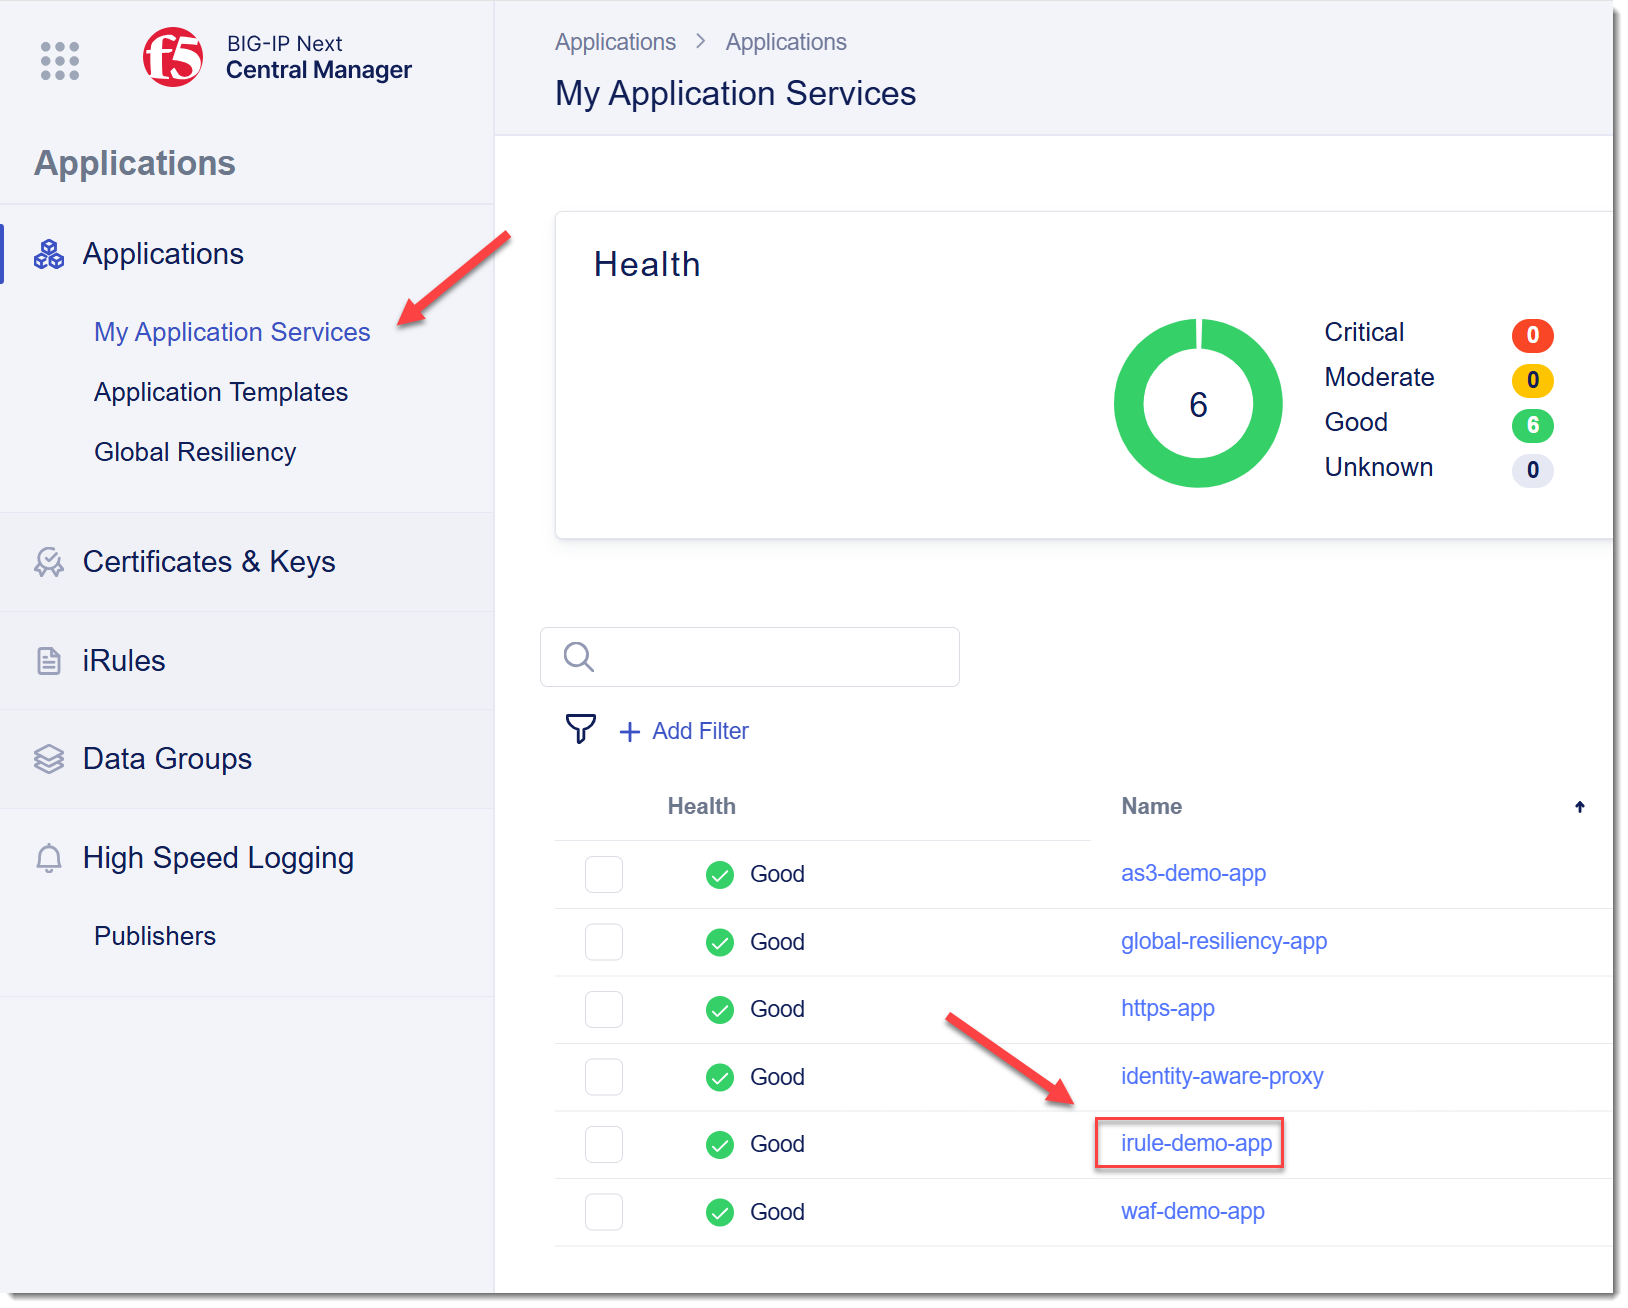 f5
BIG-IP Next
Central Manager
Applications
Applications
My Application Services
Application Templates
Global Resiliency
Certificates & Keys
iRules
Data Groups
High Speed Logging
Publishers
Applications > Applications
My Application Services
Health
6
Critical 0
Moderate 0
Good 6
Unknown 0
+ Add Filter
Health Name
Good as3-demo-app
Good global-resiliency-app
Good https-app
Good identity-aware-proxy
Good irule-demo-app
Good waf-demo-app